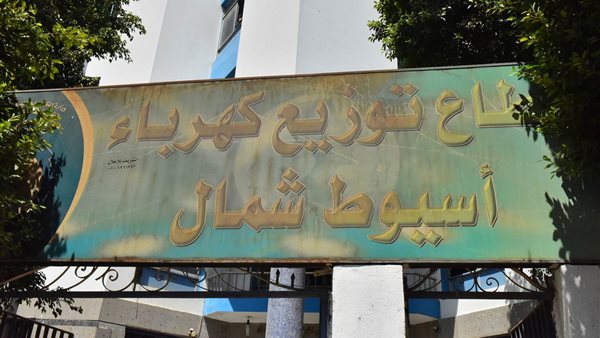 طاع توزيع كهرباء
أسيوط شمال